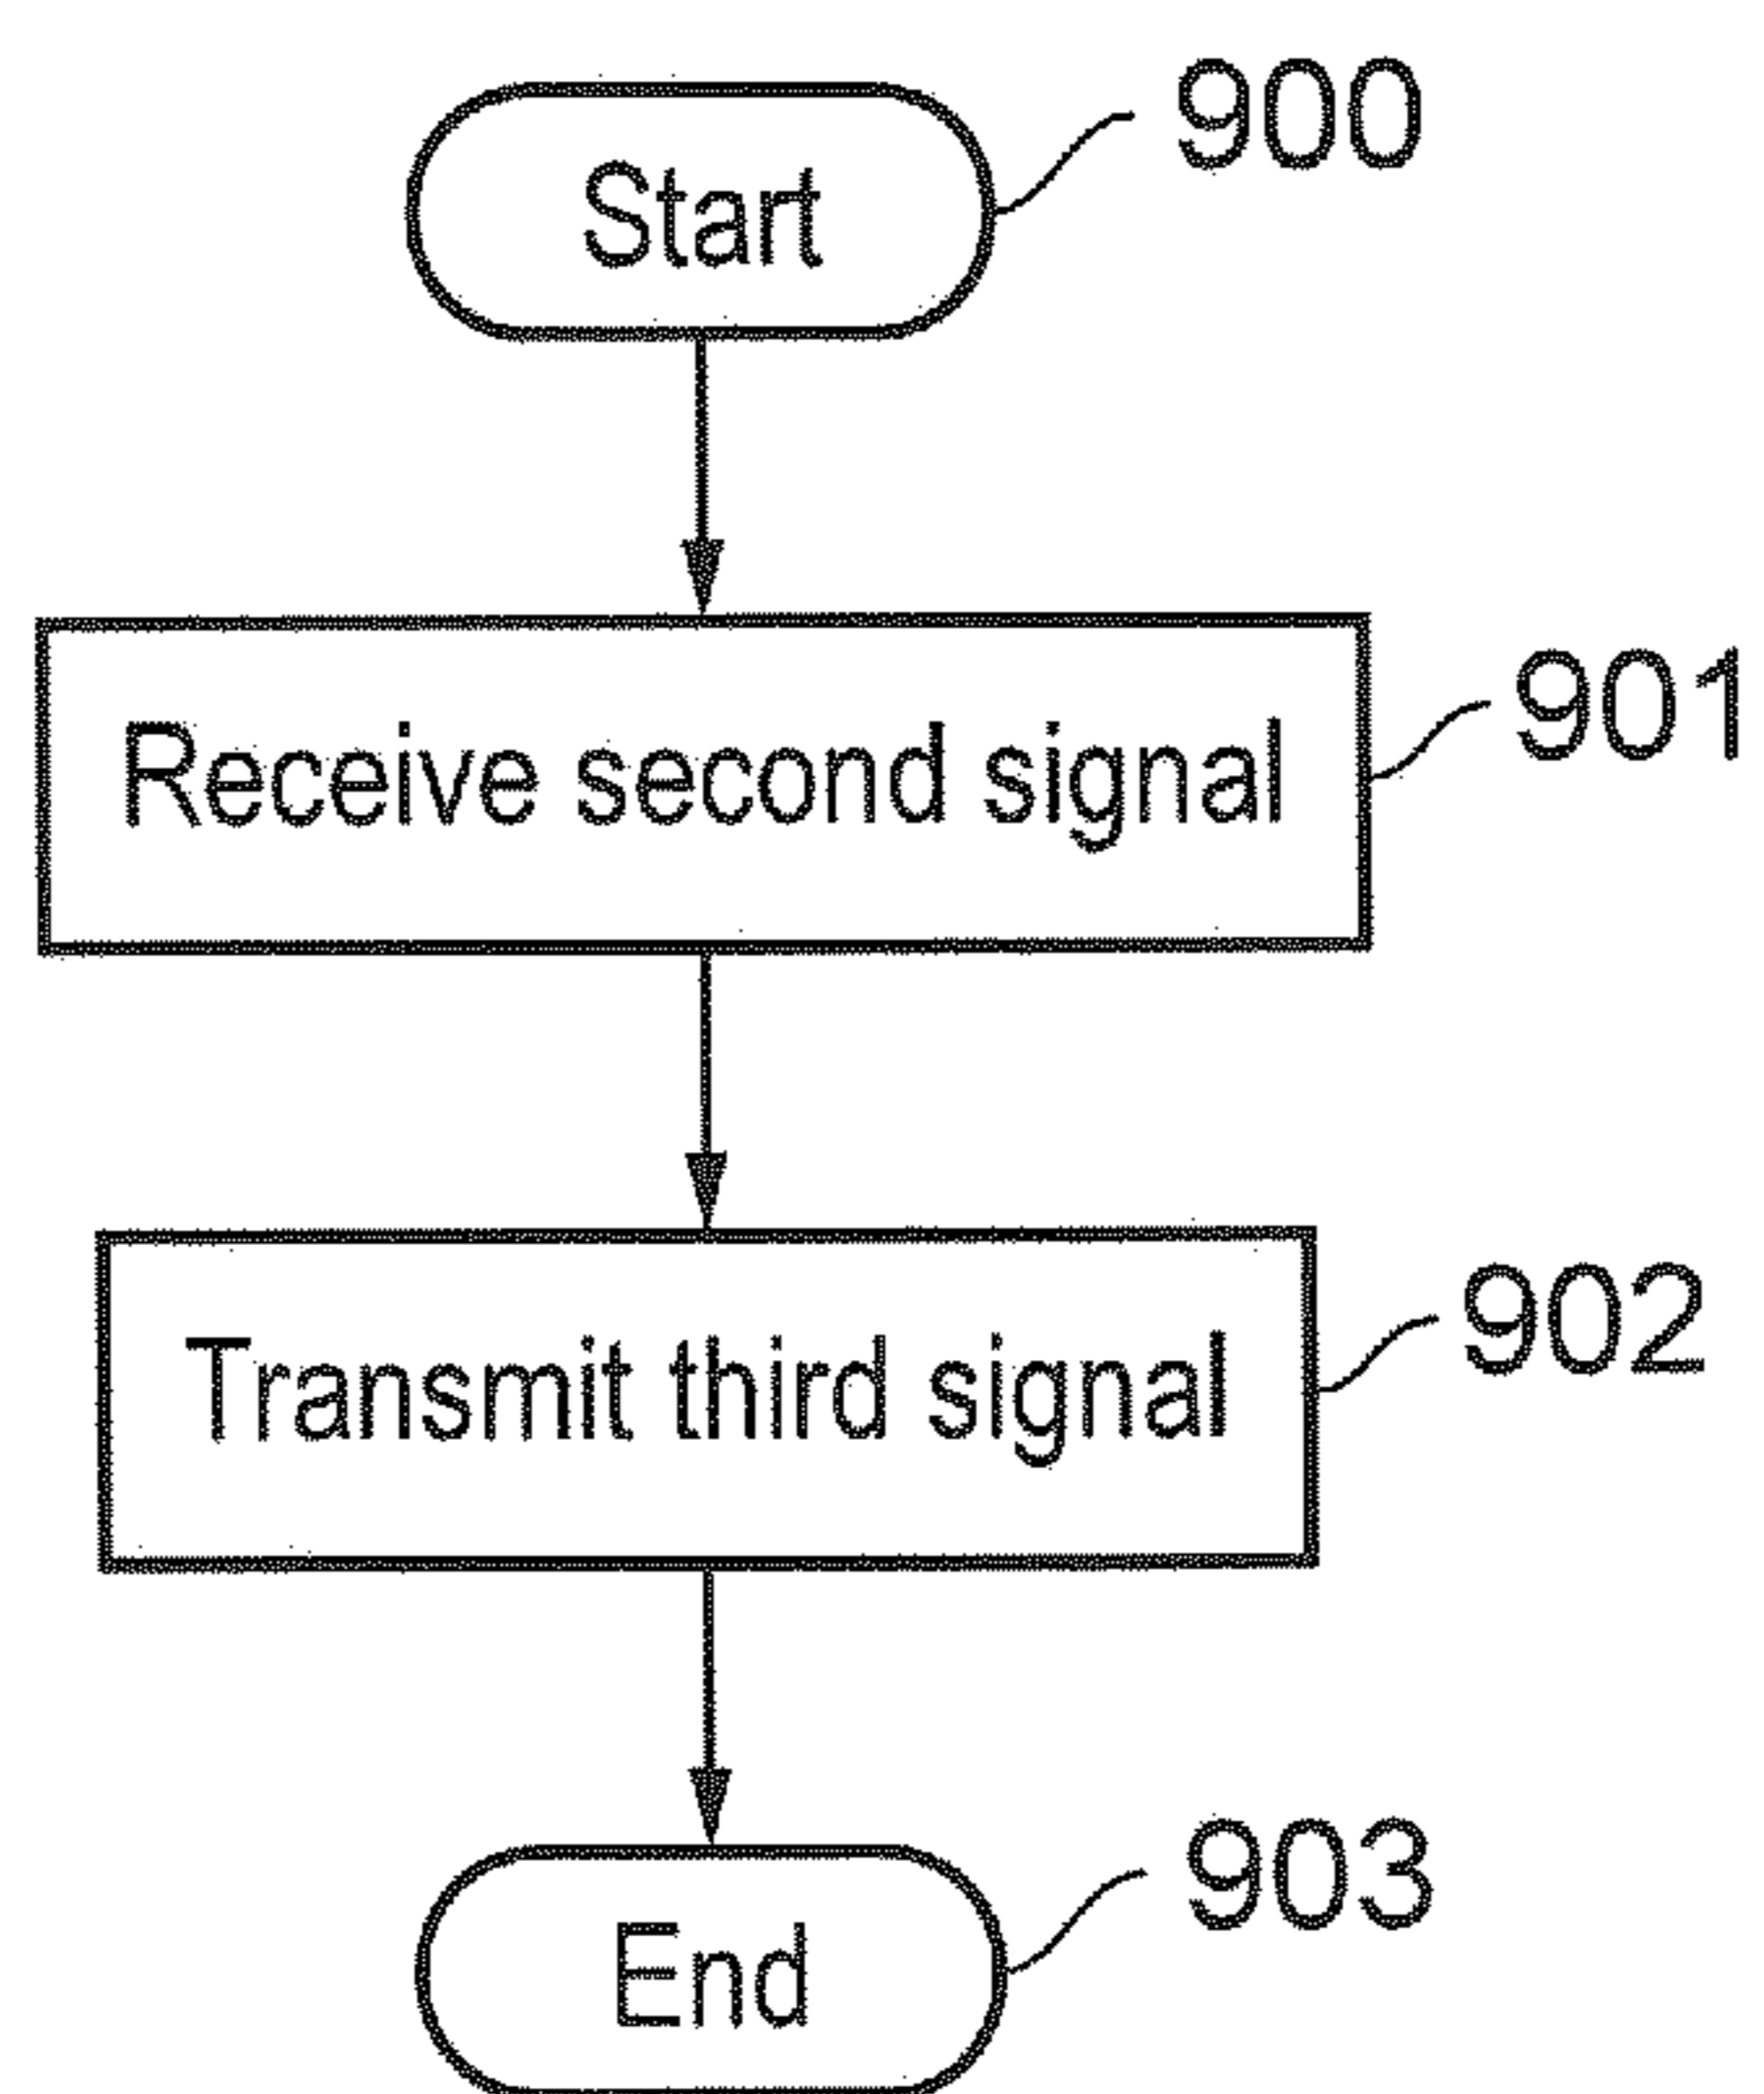 Start
900
Receive second signal
901
Transmit third signal
902
End
903